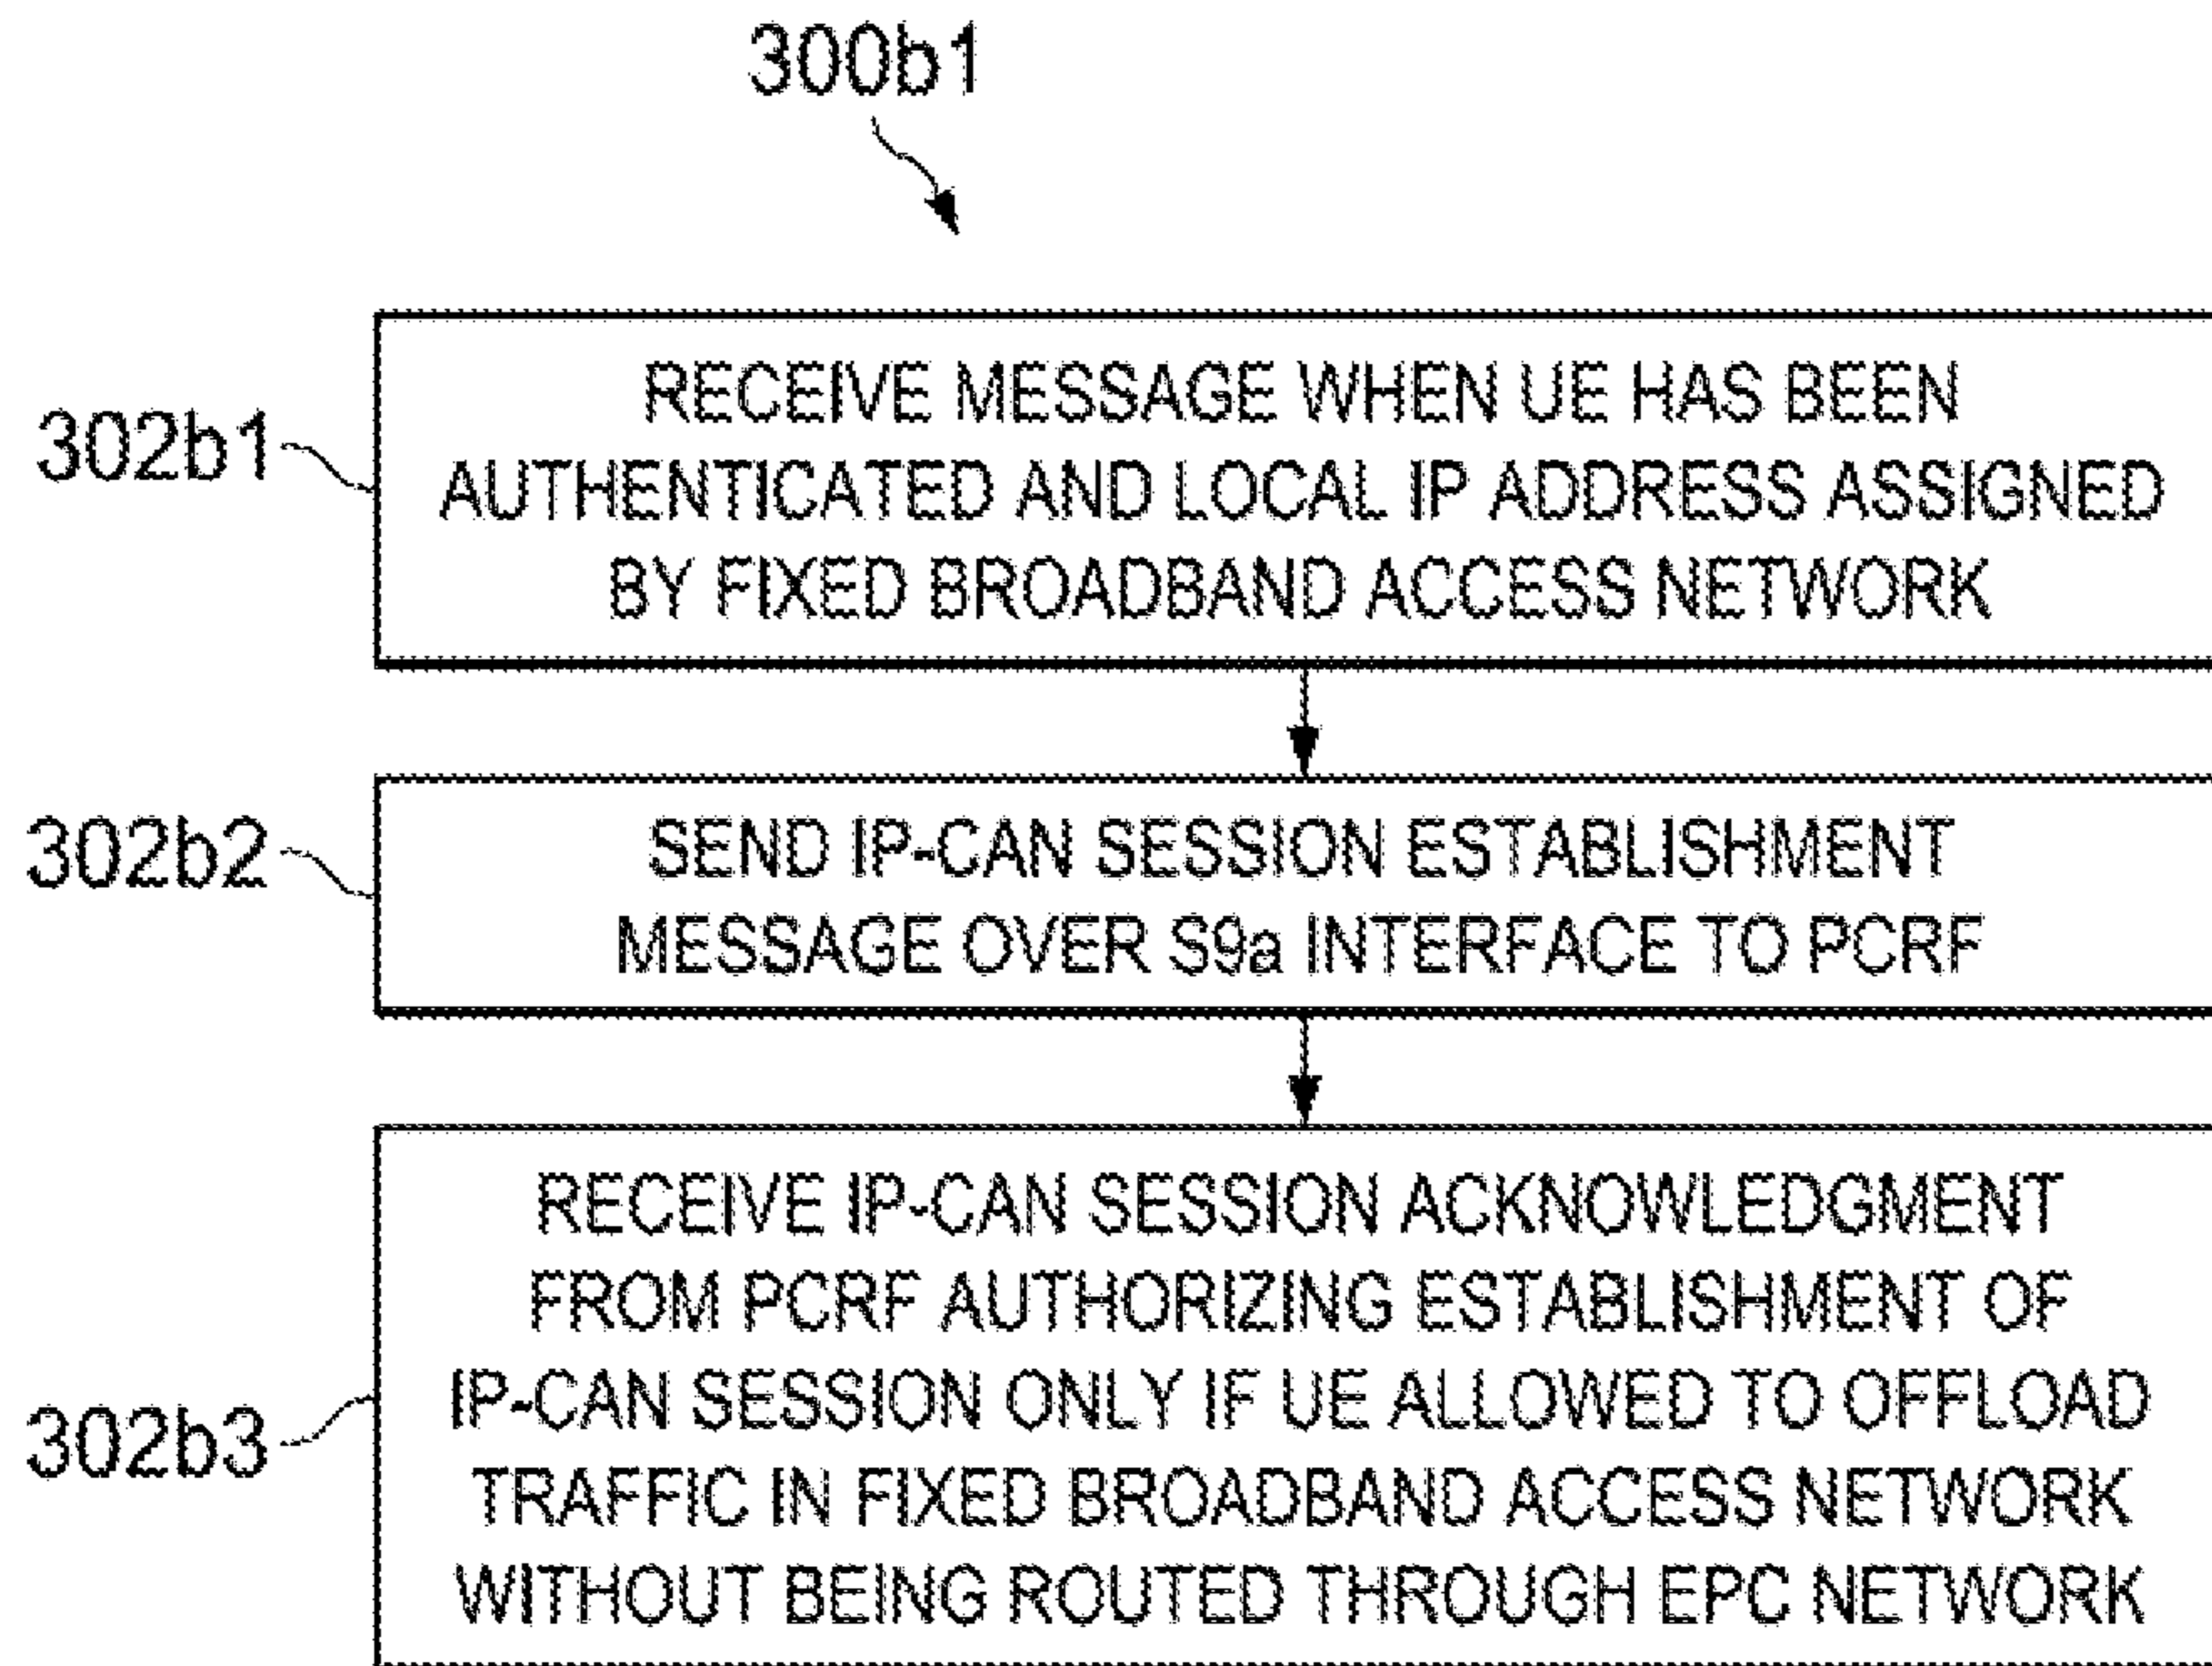 300b1
302b1
RECEIVE MESSAGE WHEN UE HAS BEEN
AUTHENTICATED AND LOCAL IP ADDRESS ASSIGNED
BY FIXED BROADBAND ACCESS NETWORK
302b2
SEND IP-CAN SESSION ESTABLISHMENT
MESSAGE OVER S9a INTERFACE TO PCRF
302b3
RECEIVE IP-CAN SESSION ACKNOWLEDGMENT
FROM PCRF AUTHORIZING ESTABLISHMENT OF
IP-CAN SESSION ONLY IF UE ALLOWED TO OFFLOAD
TRAFFIC IN FIXED BROADBAND ACCESS NETWORK
WITHOUT BEING ROUTED THROUGH EPC NETWORK